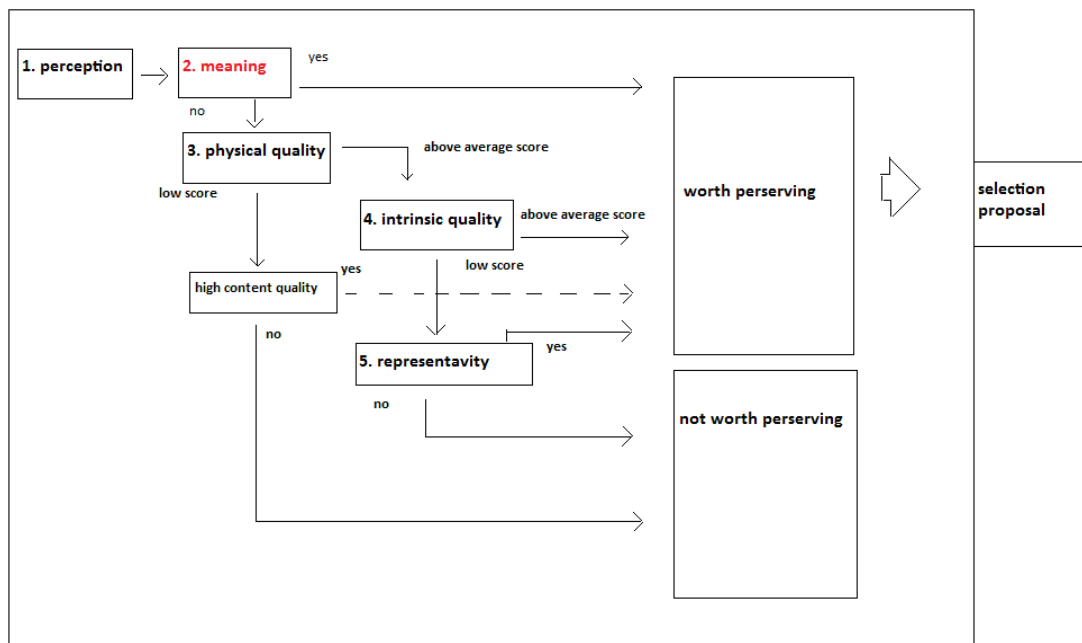 1. perception
2. meaning
yes
no
3. physical quality
above average score
low score
4. intrinsic quality
above average score
low score
high content quality
yes
no
5. representavity
yes
no
worth perserving
not worth perserving
selection
proposal